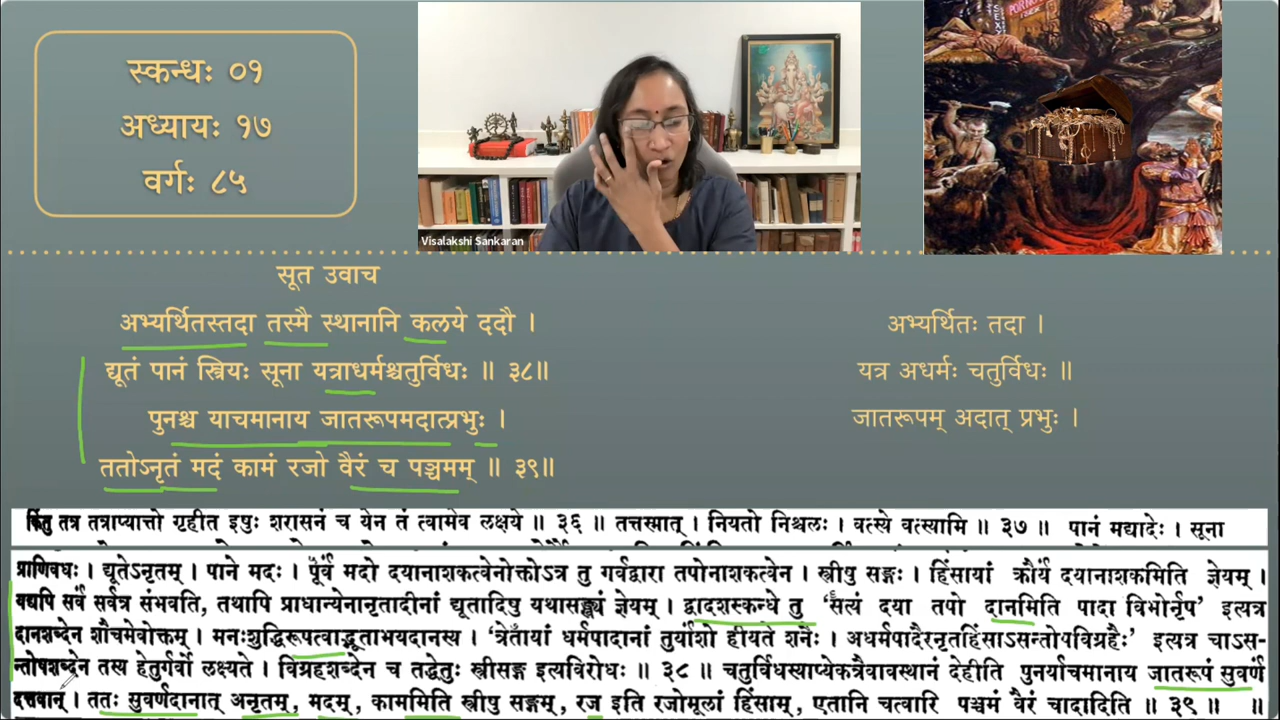 स्कन्धः ०१
अध्यायः १७
वर्गः ८५
Visalakshi Sankaran
सूत उवाच
अभ्यर्थितस्तदा तस्मै स्थानानि कलये ददौ ।
द्यूतं पानं स्त्रियः सूना यत्राधर्मश्चतुर्विधः ॥ ३८॥
पुनश्च याचमानाय जातरूपमदात्प्रभुः ।
ततोऽनृतं मदं कामं रजो वैरं च पञ्चमम् ॥ ३९॥
अभ्यर्थितः तदा ।
यत्र अधर्मः चतुर्विधः ॥
जातरूपम् अदात् प्रभुः ।
किंतु तत्र तत्राप्यात्तो गृहीत इषुः शरासनं च येन तं त्वामेव लक्षये ॥ ३६ ॥ तत्तस्मात् । नियतो निश्चलः । वत्स्ये वत्स्यामि ॥ ३७ ॥ पानं मद्यादेः । सूना
प्राणिवधः । द्यूतेऽनृतम् । पाने मदः । पूर्वं मदो दयानाशकत्वेनोक्तोऽत्र तु गर्वद्वारा तपोनाशकत्वेन । स्त्रीषु सङ्गः । हिंसायां क्रौर्यं दयानाशकमिति ज्ञेयम् ।
यद्यपि सर्वं सर्वत्र संभवति, तथापि प्राधान्येनानृतादीनां द्यूतादिषु यथासङ्ख्यं ज्ञेयम् । द्वादशस्कन्धे तु ‘सत्यं दया तपो दानमिति पादा विभोर्नृप’ इत्यत्र
दानशब्देन शौचमेवोक्तम् । मनःशुद्धिरूपत्वाद्भूताभयदानस्य । ‘त्रेतायां धर्मपादानां तुर्यांशो हीयते शनैः । अधर्मपादैरनृतहिंसाऽसन्तोषविग्रहैः’ इत्यत्र चाऽस-
न्तोषशब्देन तस्य हेतुर्गर्वो लक्ष्यते । विग्रहशब्देन च तद्धेतुः स्त्रीसङ्ग इत्यविरोधः ॥ ३८ ॥ चतुर्विधस्याप्येकत्रैवावस्थानं देहीति पुनर्याचमानाय जातरूपं सुवर्णं
दत्तवान् । ततः सुवर्णदानात् अनृतम्, मदम्, काममिति स्त्रीषु सङ्गम्, रज इति रजोमूलां हिंसाम्, एतानि चत्वारि पञ्चमं वैरं चादादिति ॥ ३९ ॥ ॥